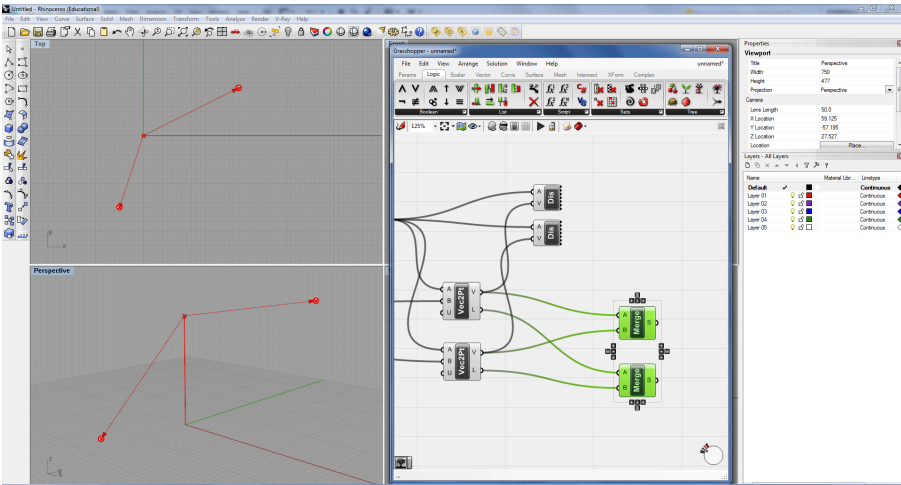 Untitled - Rhinoceros (Educational)
File Edit View Curve Surface Solid Mesh Dimension Transform Tools Analyze Render V-Ray Help
Top
Grasshopper - unnamed*
File Edit View Arrange Solution Window Help unnamed*
Params Logic Scalar Vector Curve Surface Mesh Intersect XForm Complex
Boolean List Script Sets Tree
125%
A Dis
V
A Dis
V
A V
B Vec2Pt
U L
A V
B Vec2Pt
U L
A Merge S
B
A Merge S
B
y
x
Perspective
z
Properties
Viewport
Title Perspective
Width 750
Height 477
Projection Perspective
Camera
Lens Length 50.0
X Location 59.125
Y Location -57.195
Z Location 27.527
Location Place...
Layers - All Layers
Name Material Libr... Linetype
Default Continuous
Layer 01 Continuous
Layer 02 Continuous
Layer 03 Continuous
Layer 04 Continuous
Layer 05 Continuous